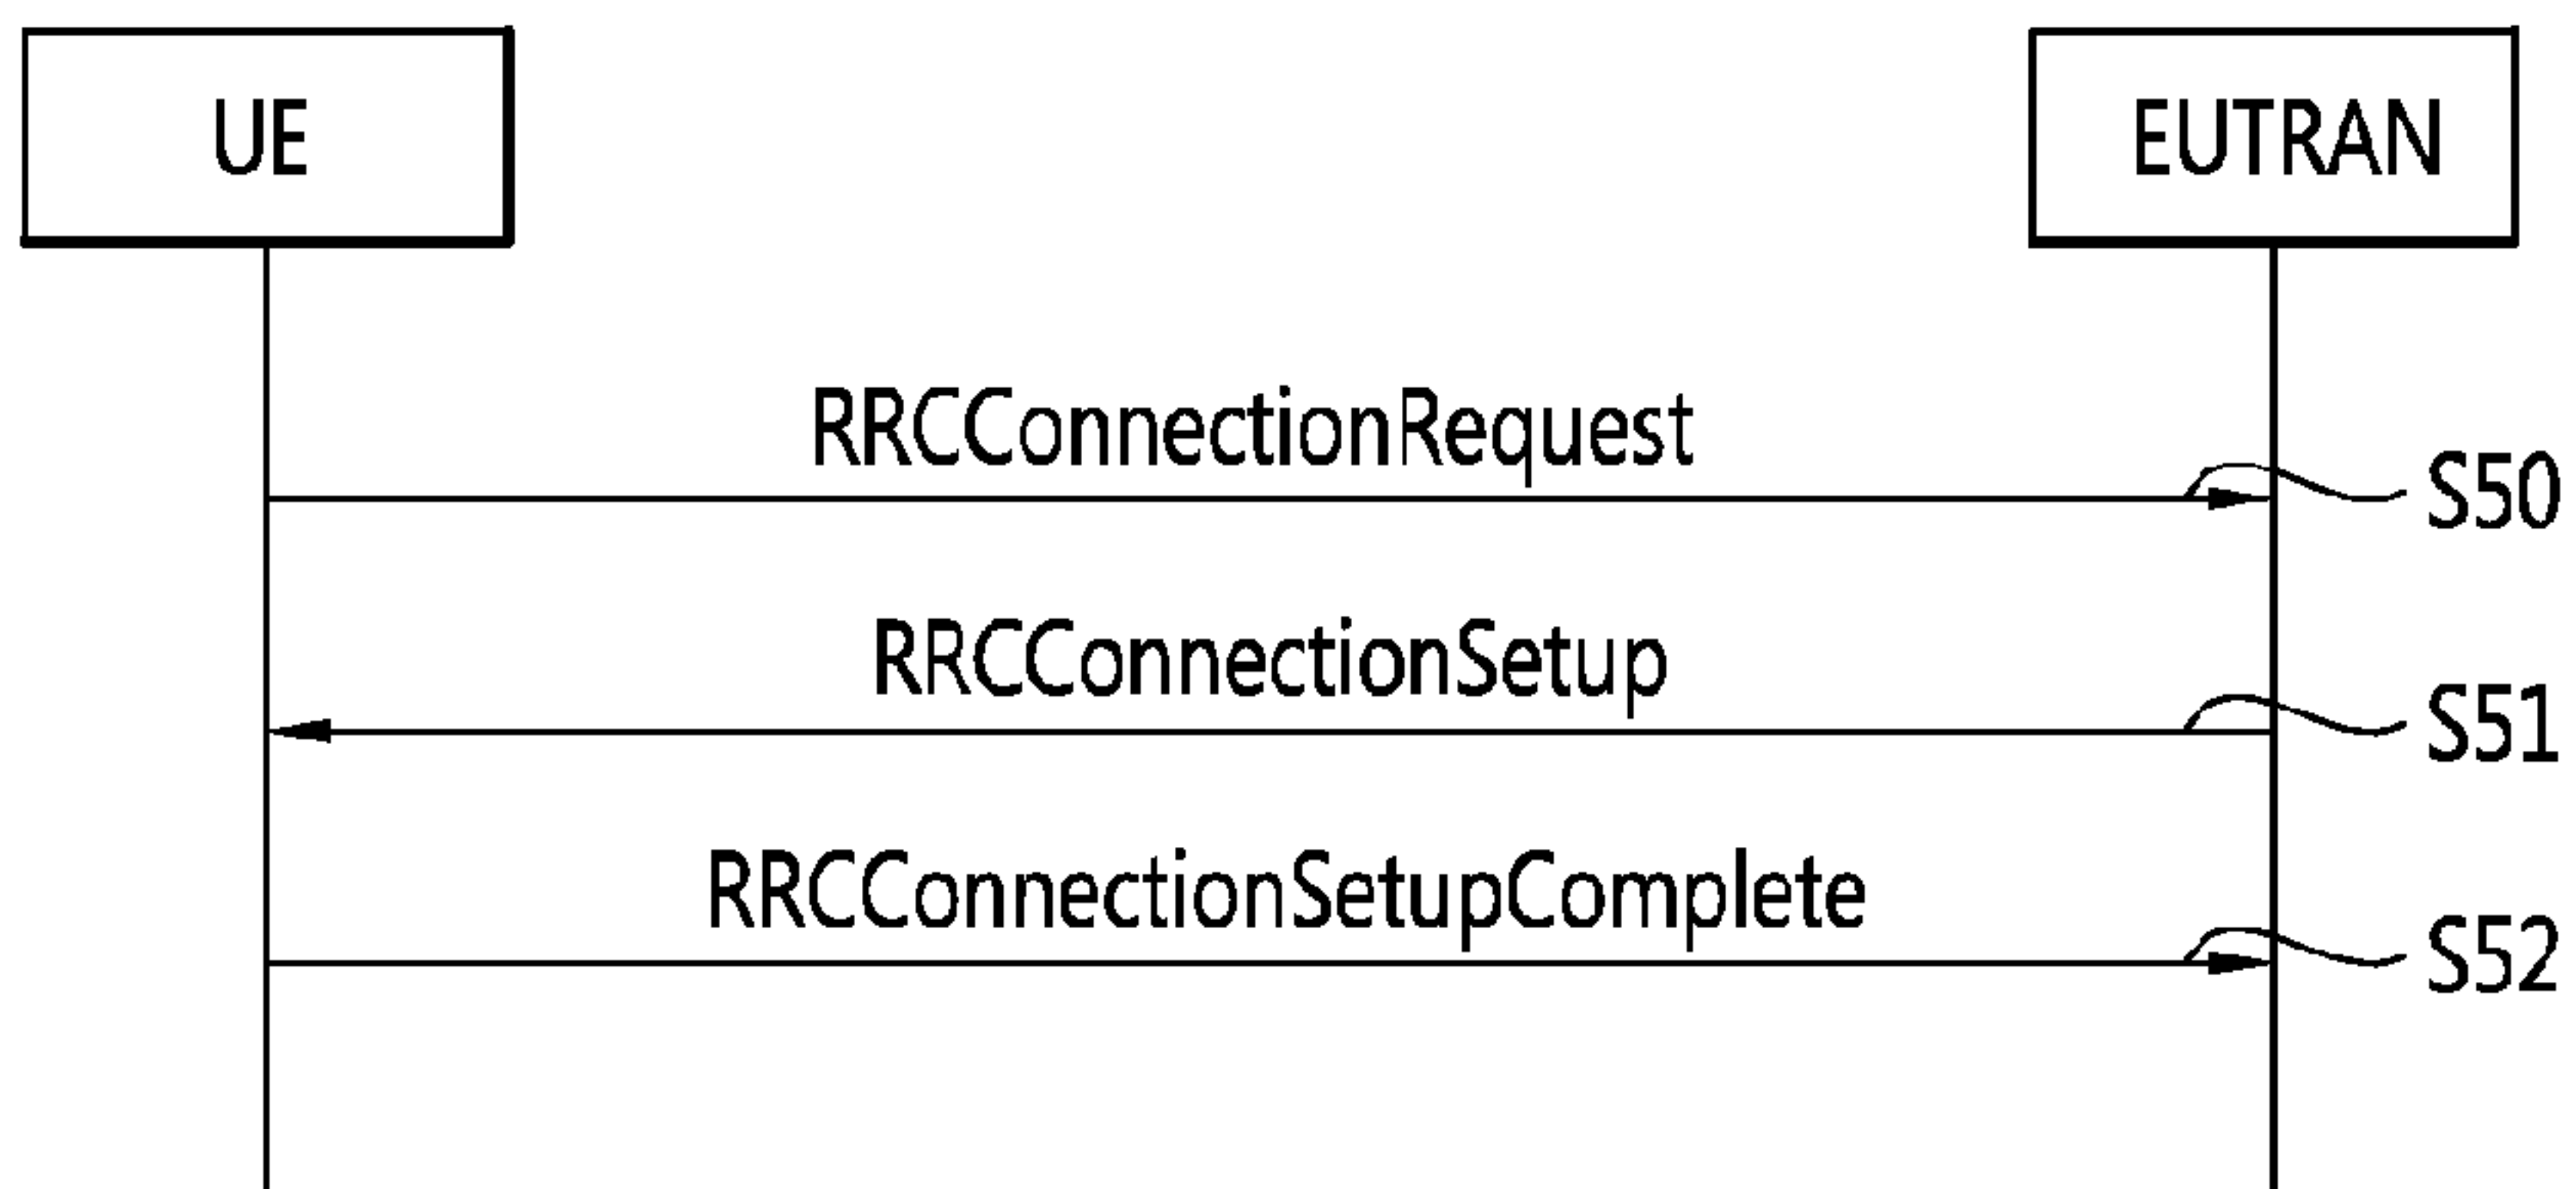 UE
EUTRAN
RRCConnectionRequest
S50
RRCConnectionSetup
S51
RRCConnectionSetupComplete
S52